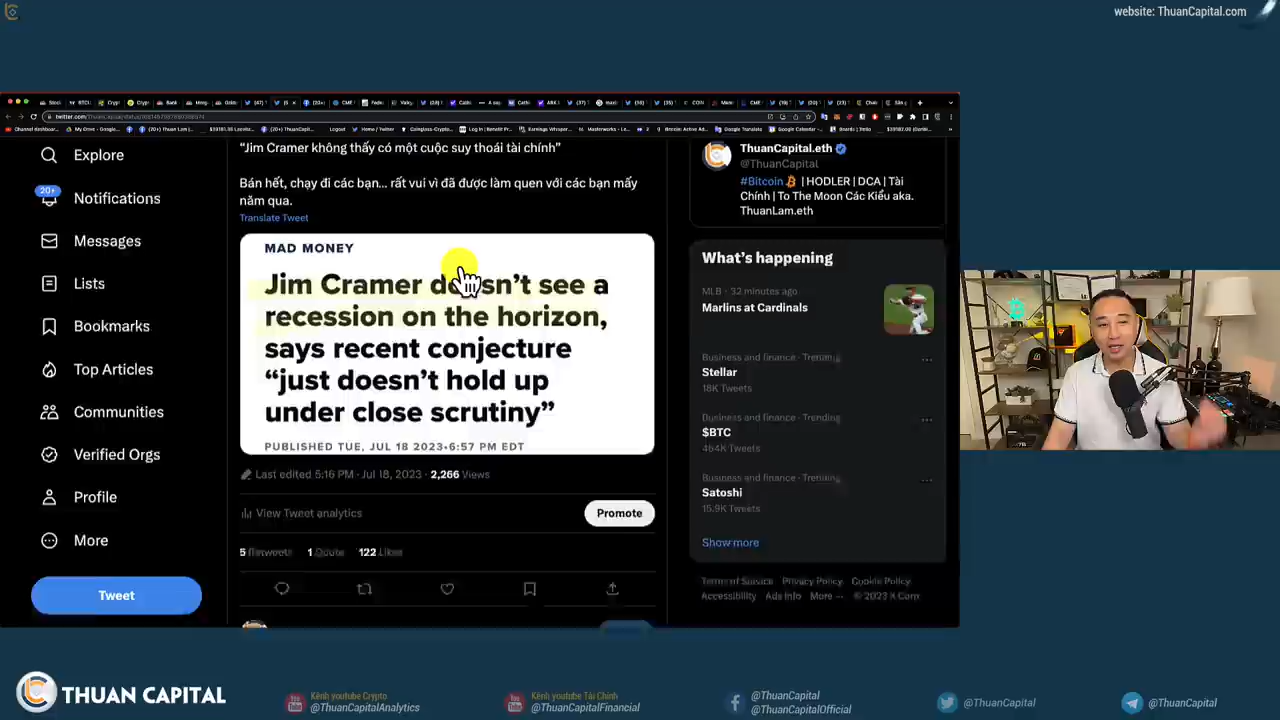 website: ThuanCapital.com
Explore
20+
Notifications
Messages
Lists
Bookmarks
Top Articles
Communities
Verified Orgs
Profile
More
Tweet
“Jim Cramer không thấy có một cuộc suy thoái tài chính”
Bán hết, chạy đi các bạn... rất vui vì đã được làm quen với các bạn mấy
năm qua.
Translate Tweet
MAD MONEY
Jim Cramer doesn’t see a
recession on the horizon,
says recent conjecture
“just doesn’t hold up
under close scrutiny”
PUBLISHED TUE, JUL 18 2023•6:57 PM EDT
Last edited 5:16 PM · Jul 18, 2023 · 2,266 Views
View Tweet analytics
Promote
5 Retweets 1 Quote 122 Likes
ThuanCapital.eth
@ThuanCapital
#Bitcoin | HODLER | DCA | Tài
Chính | To The Moon Các Kiểu aka.
ThuanLam.eth
What’s happening
MLB · 32 minutes ago
Marlins at Cardinals
Business and finance · Trending
Stellar
18K Tweets
Business and finance · Trending
$BTC
464K Tweets
Business and finance · Trending
Satoshi
15.9K Tweets
Show more
Terms of Service Privacy Policy Cookie Policy
Accessibility Ads info More ··· © 2023 X Corp
THUAN CAPITAL
Kênh youtube Crypto
@ThuanCapitalAnalytics
Kênh youtube Tài Chính
@ThuanCapitalFinancial
@ThuanCapital
@ThuanCapitalOfficial
@ThuanCapital
@ThuanCapital